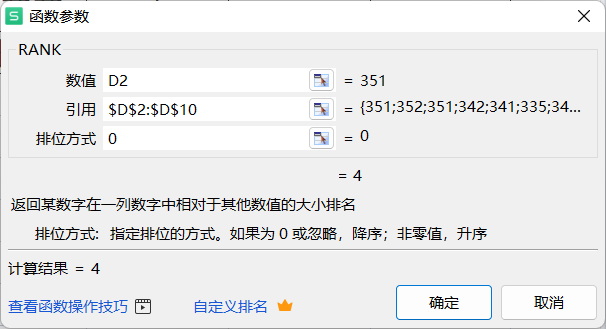 函数参数
RANK
数值 D2 = 351
引用 $D$2:$D$10 = {351;352;351;342;341;335;34...
排位方式 0 = 0
= 4
返回某数字在一列数字中相对于其他数值的大小排名
排位方式: 指定排位的方式。如果为 0 或忽略，降序；非零值，升序
计算结果 = 4
查看函数操作技巧 自定义排名 确定 取消